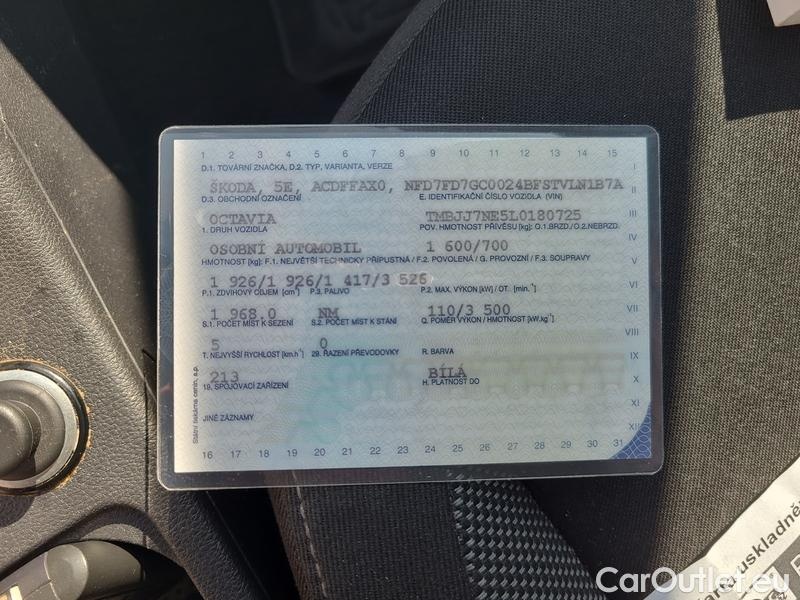 1 2 3 4 5 6 7 8 9 10 11 12 13 14 15
D.1. TOVÁRNÍ ZNAČKA, D.2. TYP, VARIANTA, VERZE I
ŠKODA, 5E, ACDFFAX0, NFD7FD7GC0024BFSTVLN1B7A II
D.3. OBCHODNÍ OZNAČENÍ E. IDENTIFIKAČNÍ ČÍSLO VOZIDLA (VIN)
OCTAVIA TMBJJ7NE5L0180725 III
1. DRUH VOZIDLA POV. HMOTNOST PŘÍVĚSU [kg]: O.1.BRZD./O.2.NEBRZD.
OSOBNÍ AUTOMOBIL 1 600/700 IV
HMOTNOST [kg]: F.1. NEJVĚTŠÍ TECHNICKY PŘÍPUSTNÁ / F.2. POVOLENÁ / G. PROVOZNÍ / F.3. SOUPRAVY V
1 926/1 926/1 417/3 526 VI
P.1. ZDVIHOVÝ OBJEM [cm³] P.3. PALIVO P.2. MAX. VÝKON [kW] / OT. [min.⁻¹]
1 968.0 NM 110/3 500 VII
S.1. POČET MÍST K SEZENÍ S.2. POČET MÍST K STÁNÍ Q. POMĚR VÝKON / HMOTNOST [kW.kg⁻¹]
5 0 VIII
T. NEJVYŠŠÍ RYCHLOST [km.h⁻¹] 29. ŘAZENÍ PŘEVODOVKY R. BARVA IX
213 BÍLÁ X
19. SPOJOVACÍ ZAŘÍZENÍ H. PLATNOST DO
XI
JINÉ ZÁZNAMY XII
16 17 18 19 20 21 22 23 24 25 26 27 28 29 30 31
Státní tiskárna cenin, s.p.
uskladně
CarOutlet.eu